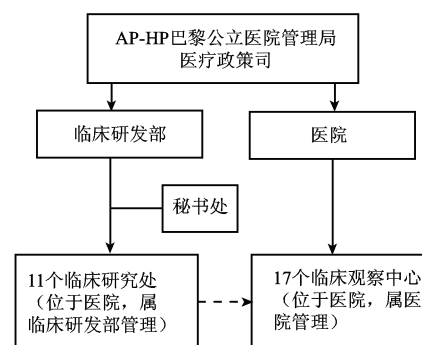 AP-HP巴黎公立医院管理局
医疗政策司
临床研发部
医院
秘书处
11个临床研究处
（位于医院，属
临床研发部管理）
17个临床观察中心
（位于医院，属医
院管理）